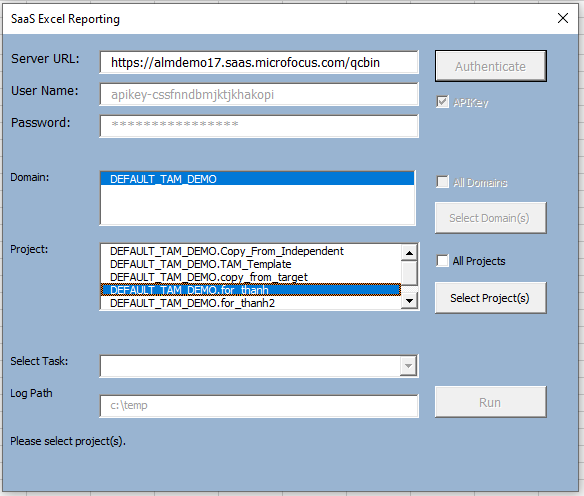 SaaS Excel Reporting
Server URL: https://almdemo17.saas.microfocus.com/qcbin Authenticate
User Name: apikey-cssfnndbmjktjkhakopi APIKey
Password: ****************
Domain: DEFAULT_TAM_DEMO All Domains
Select Domain(s)
Project: DEFAULT_TAM_DEMO.Copy_From_Independent All Projects
DEFAULT_TAM_DEMO.TAM_Template
DEFAULT_TAM_DEMO.copy_from_target
DEFAULT_TAM_DEMO.for_thanh Select Project(s)
DEFAULT_TAM_DEMO.for_thanh2
Select Task:
Log Path c:\temp Run
Please select project(s).